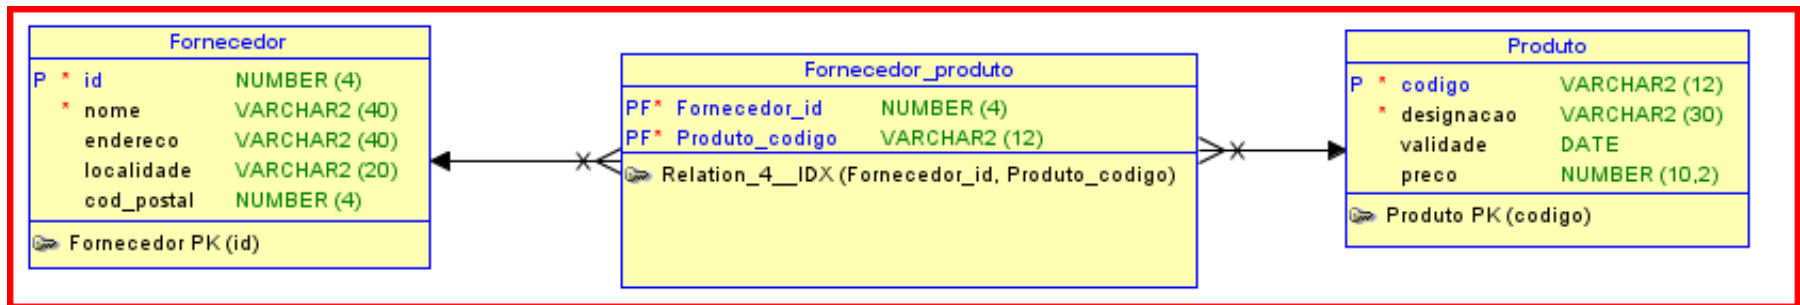 Fornecedor
P * id NUMBER (4)
* nome VARCHAR2 (40)
endereco VARCHAR2 (40)
localidade VARCHAR2 (20)
cod_postal NUMBER (4)
Fornecedor PK (id)
Fornecedor_produto
PF* Fornecedor_id NUMBER (4)
PF* Produto_codigo VARCHAR2 (12)
Relation_4__IDX (Fornecedor_id, Produto_codigo)
Produto
P * codigo VARCHAR2 (12)
* designacao VARCHAR2 (30)
validade DATE
preco NUMBER (10,2)
Produto PK (codigo)